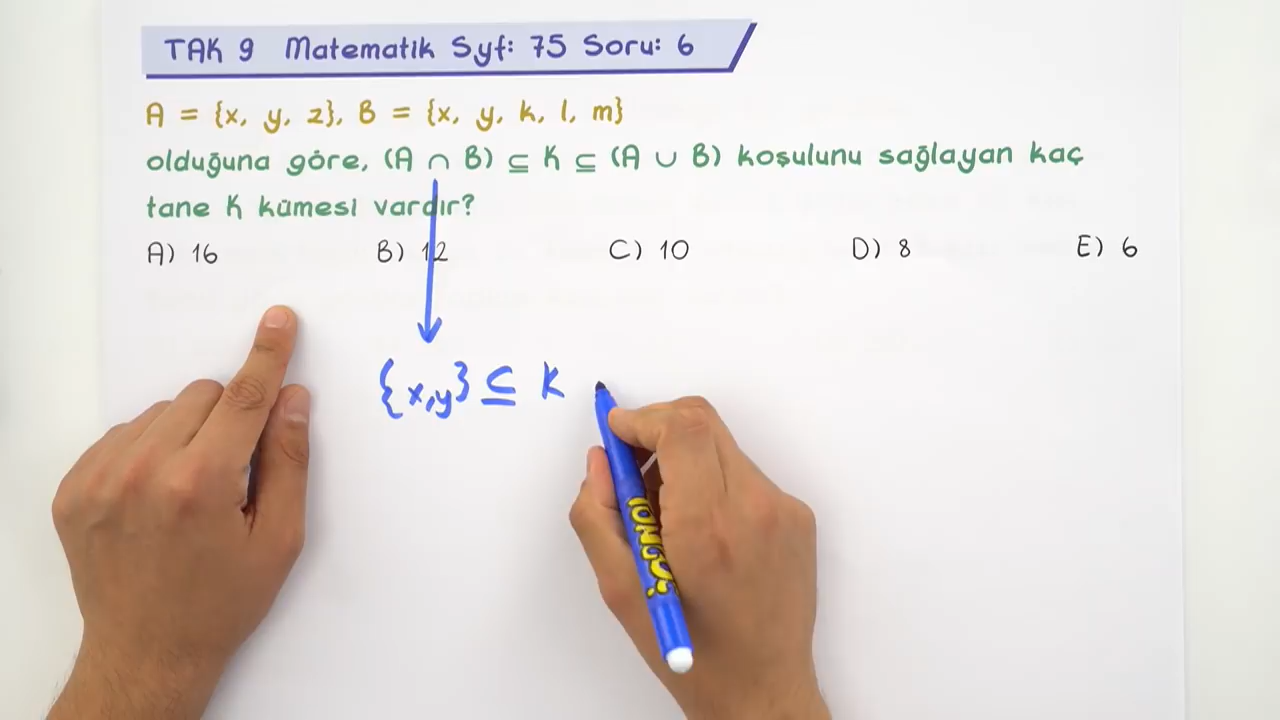 TAK 9 Matematik Syf: 75 Soru: 6
A = {x, y, z}, B = {x, y, k, l, m}
olduğuna göre, (A ∩ B) ⊆ K ⊆ (A ∪ B) koşulunu sağlayan kaç
tane K kümesi vardır?
A) 16 B) 12 C) 10 D) 8 E) 6
{x,y} ⊆ K